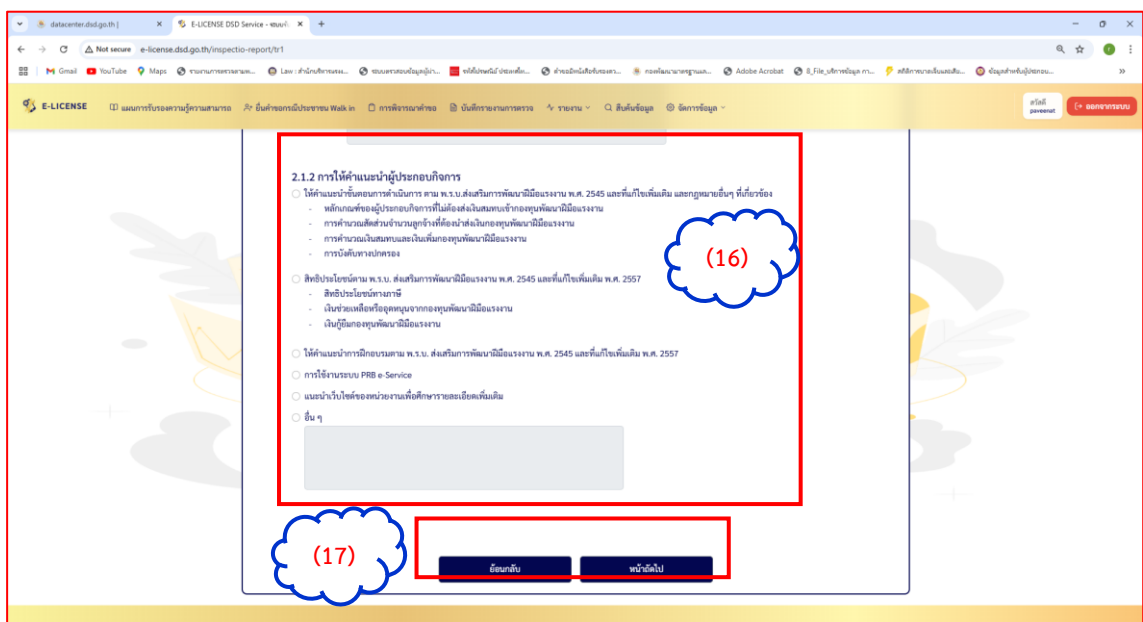 datacenter.dsd.go.th |
E-LICENSE DSD Service - ระบบ
Not secure e-license.dsd.go.th/inspectio-report/tr1
Gmail YouTube Maps Law : สำนักบริหาร Adobe Acrobat
E-LICENSE แผนการรับรองความรู้ความสามารถ ยื่นคำขอกรณีประชาชน Walk in การพิจารณาคำขอ บันทึกรายงานการตรวจ รายงาน สืบค้นข้อมูล จัดการข้อมูล สวัสดี paveenat ออกจากระบบ
2.1.2 การให้คำแนะนำผู้ประกอบกิจการ
ให้คำแนะนำขั้นตอนการดำเนินการ ตาม พ.ร.บ.ส่งเสริมการพัฒนาฝีมือแรงงาน พ.ศ. 2545 และที่แก้ไขเพิ่มเติม และกฎหมายอื่นๆ ที่เกี่ยวข้อง
- หลักเกณฑ์ของผู้ประกอบกิจการที่ไม่ต้องส่งเงินสมทบเข้ากองทุนพัฒนาฝีมือแรงงาน
- การคำนวณสัดส่วนจำนวนลูกจ้างที่ต้องนำส่งเงินกองทุนพัฒนาฝีมือแรงงาน
- การคำนวณเงินสมทบและเงินเพิ่มกองทุนพัฒนาฝีมือแรงงาน
- การบังคับทางปกครอง
(16)
สิทธิประโยชน์ตาม พ.ร.บ. ส่งเสริมการพัฒนาฝีมือแรงงาน พ.ศ. 2545 และที่แก้ไขเพิ่มเติม พ.ศ. 2557
- สิทธิประโยชน์ทางภาษี
- เงินช่วยเหลือหรืออุดหนุนจากกองทุนพัฒนาฝีมือแรงงาน
- เงินกู้ยืมกองทุนพัฒนาฝีมือแรงงาน
ให้คำแนะนำการฝึกอบรมตาม พ.ร.บ. ส่งเสริมการพัฒนาฝีมือแรงงาน พ.ศ. 2545 และที่แก้ไขเพิ่มเติม พ.ศ. 2557
การใช้งานระบบ PRB e-Service
แนะนำเว็บไซต์ของหน่วยงานเพื่อศึกษารายละเอียดเพิ่มเติม
อื่น ๆ
(17)
ย้อนกลับ หน้าถัดไป